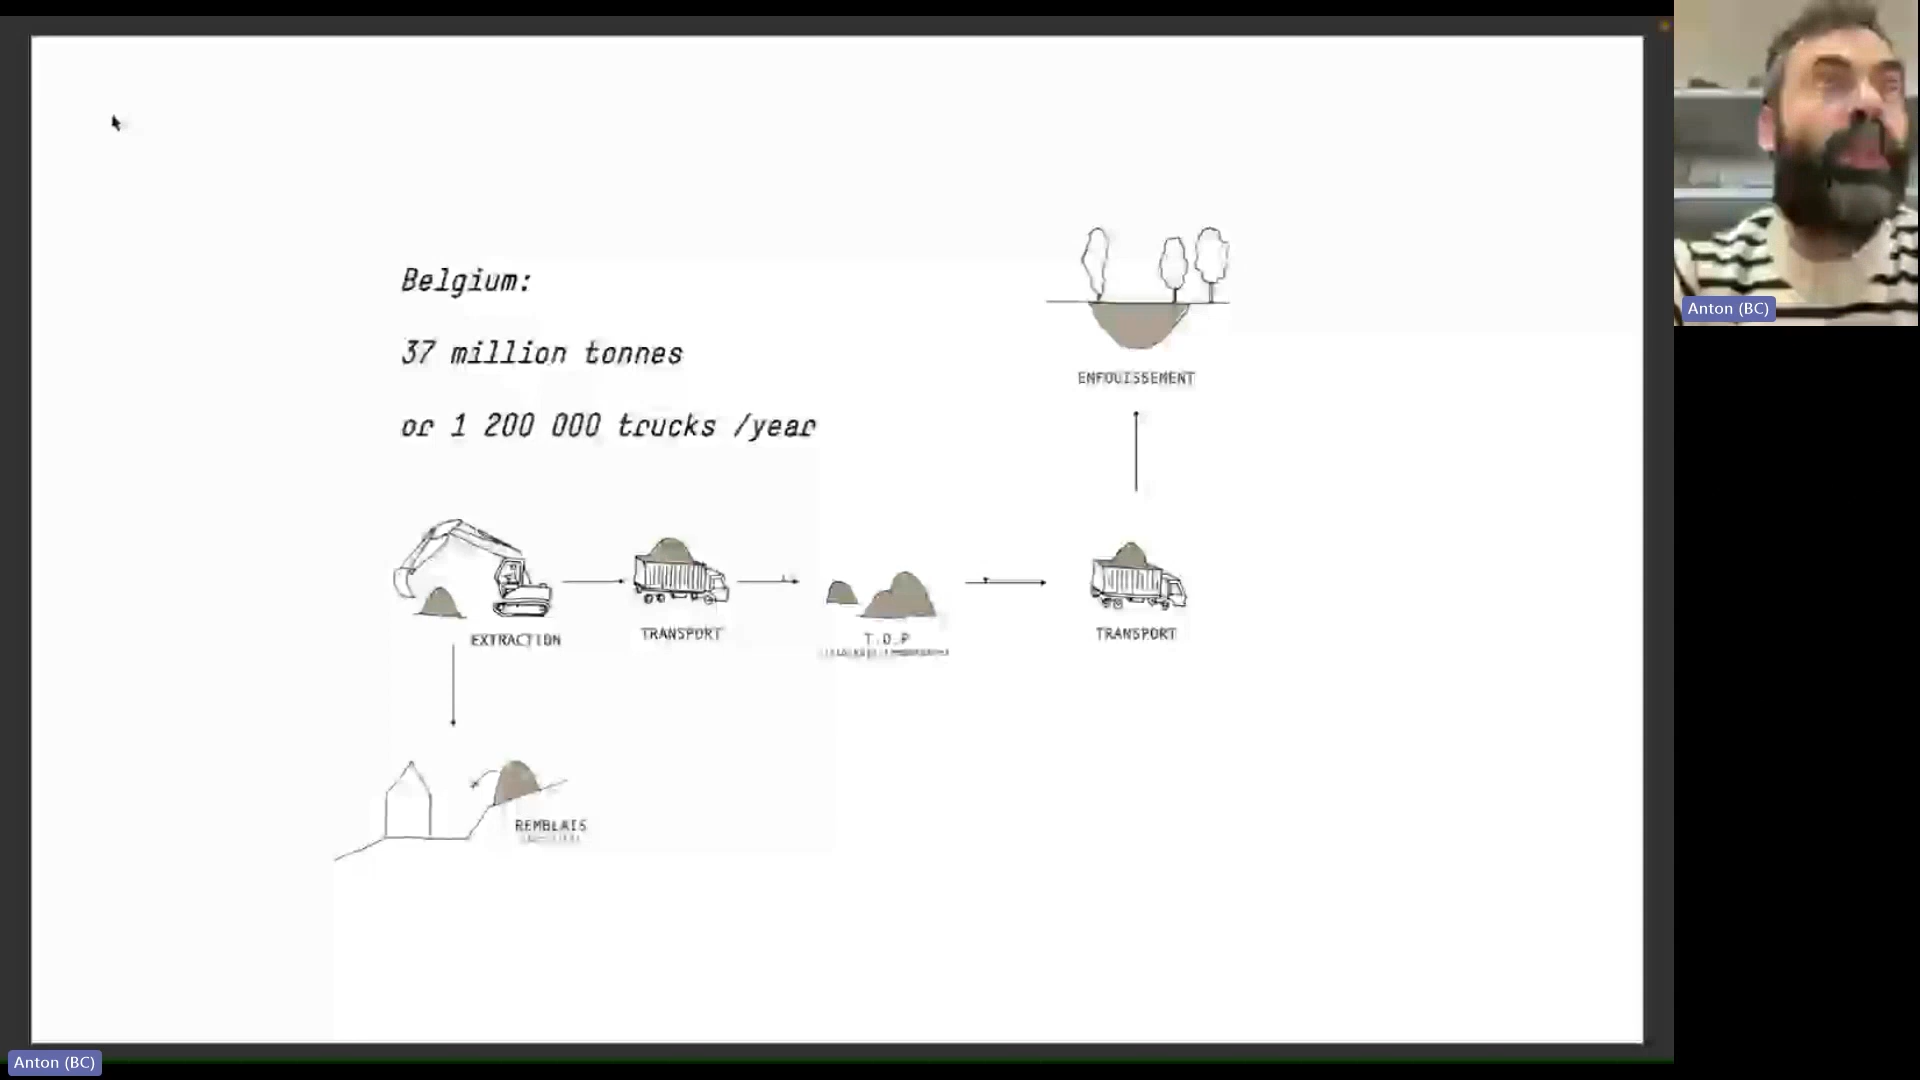 Belgium:
37 million tonnes
or 1 200 000 trucks /year
ENFOUISSEMENT
EXTRACTION
TRANSPORT
T.O.P
TRANSPORT
REMBLAIS
Anton (BC)
Anton (BC)